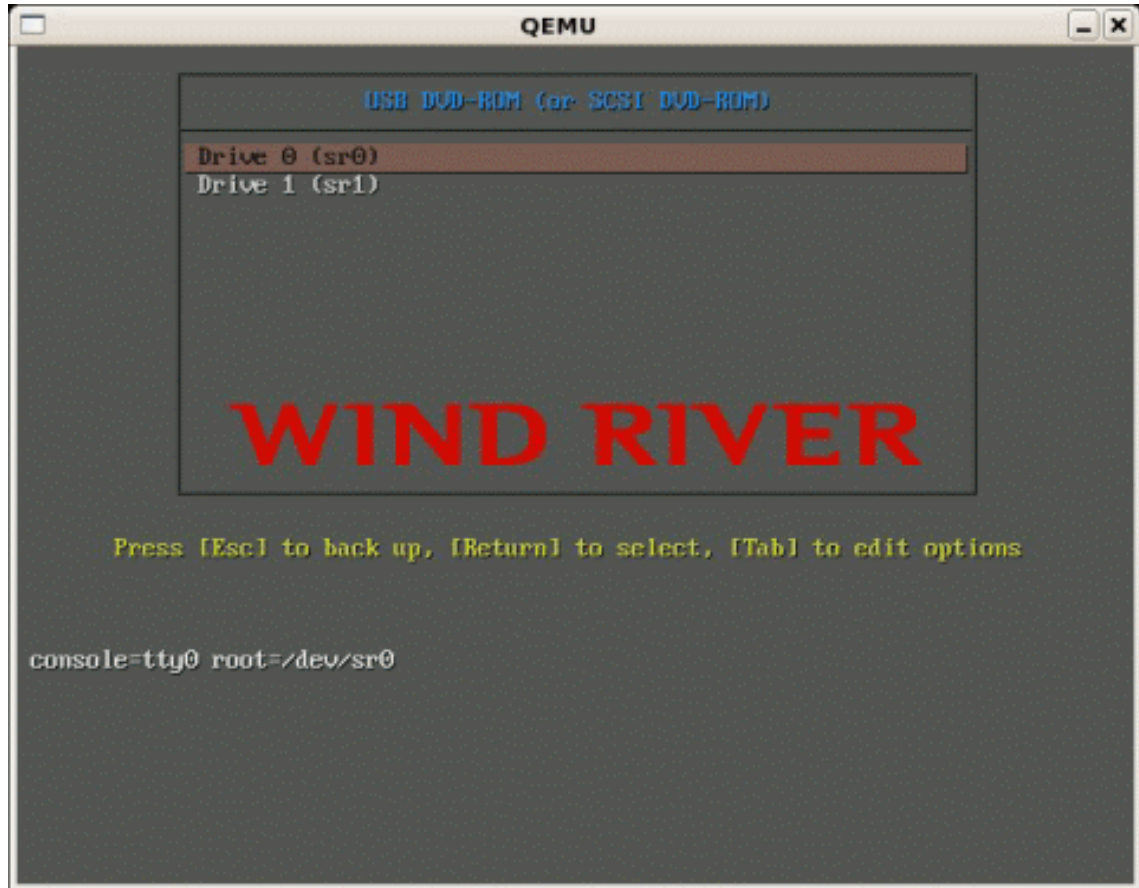 QEMU
USB DVD-ROM (or SCSI DVD-ROM)
Drive 0 (sr0)
Drive 1 (sr1)
WIND RIVER
Press [Esc] to back up, [Return] to select, [Tab] to edit options
console=tty0 root=/dev/sr0